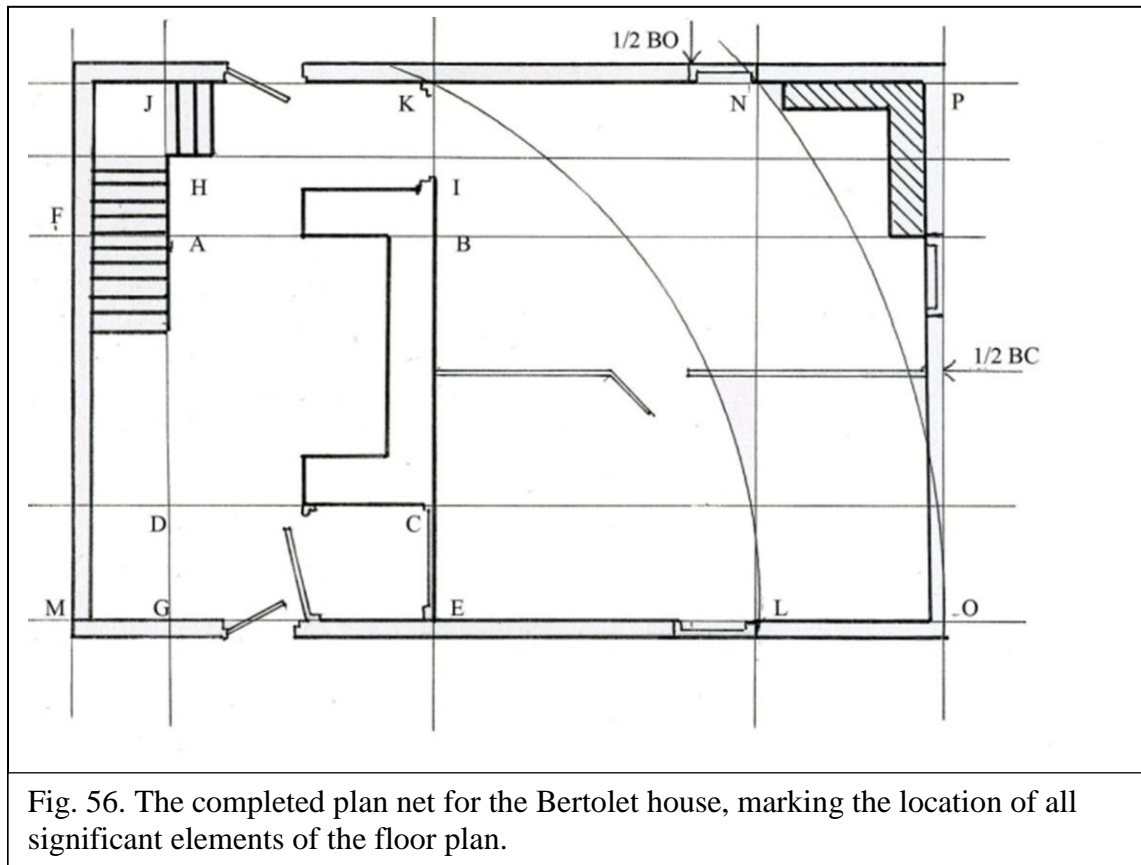 1/2 BO
J
K
N
P
H
I
F
A
B
1/2 BC
D
C
M
G
E
L
O
Fig. 56. The completed plan net for the Bertolet house, marking the location of all
significant elements of the floor plan.